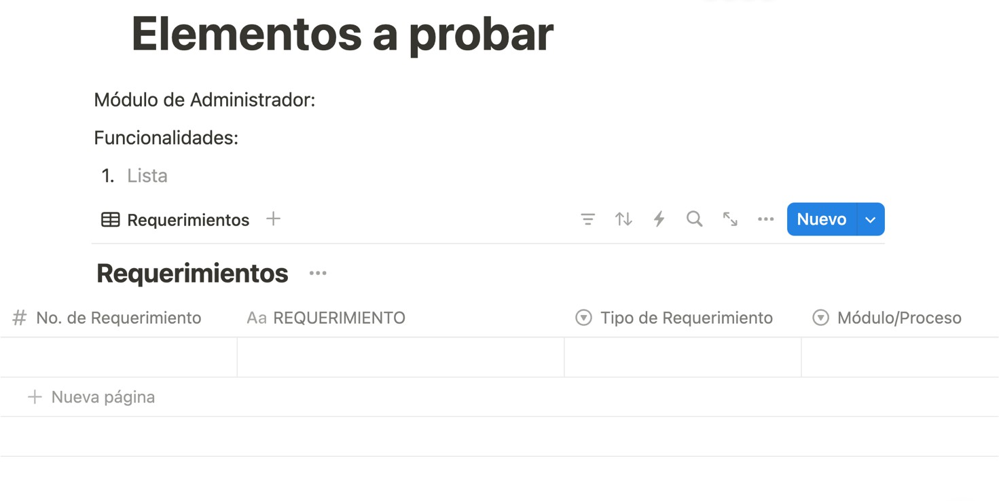 Elementos a probar
Módulo de Administrador:
Funcionalidades:
1. Lista
Requerimientos
Nuevo
Requerimientos
No. de Requerimiento Aa REQUERIMIENTO Tipo de Requerimiento Módulo/Proceso
Nueva página